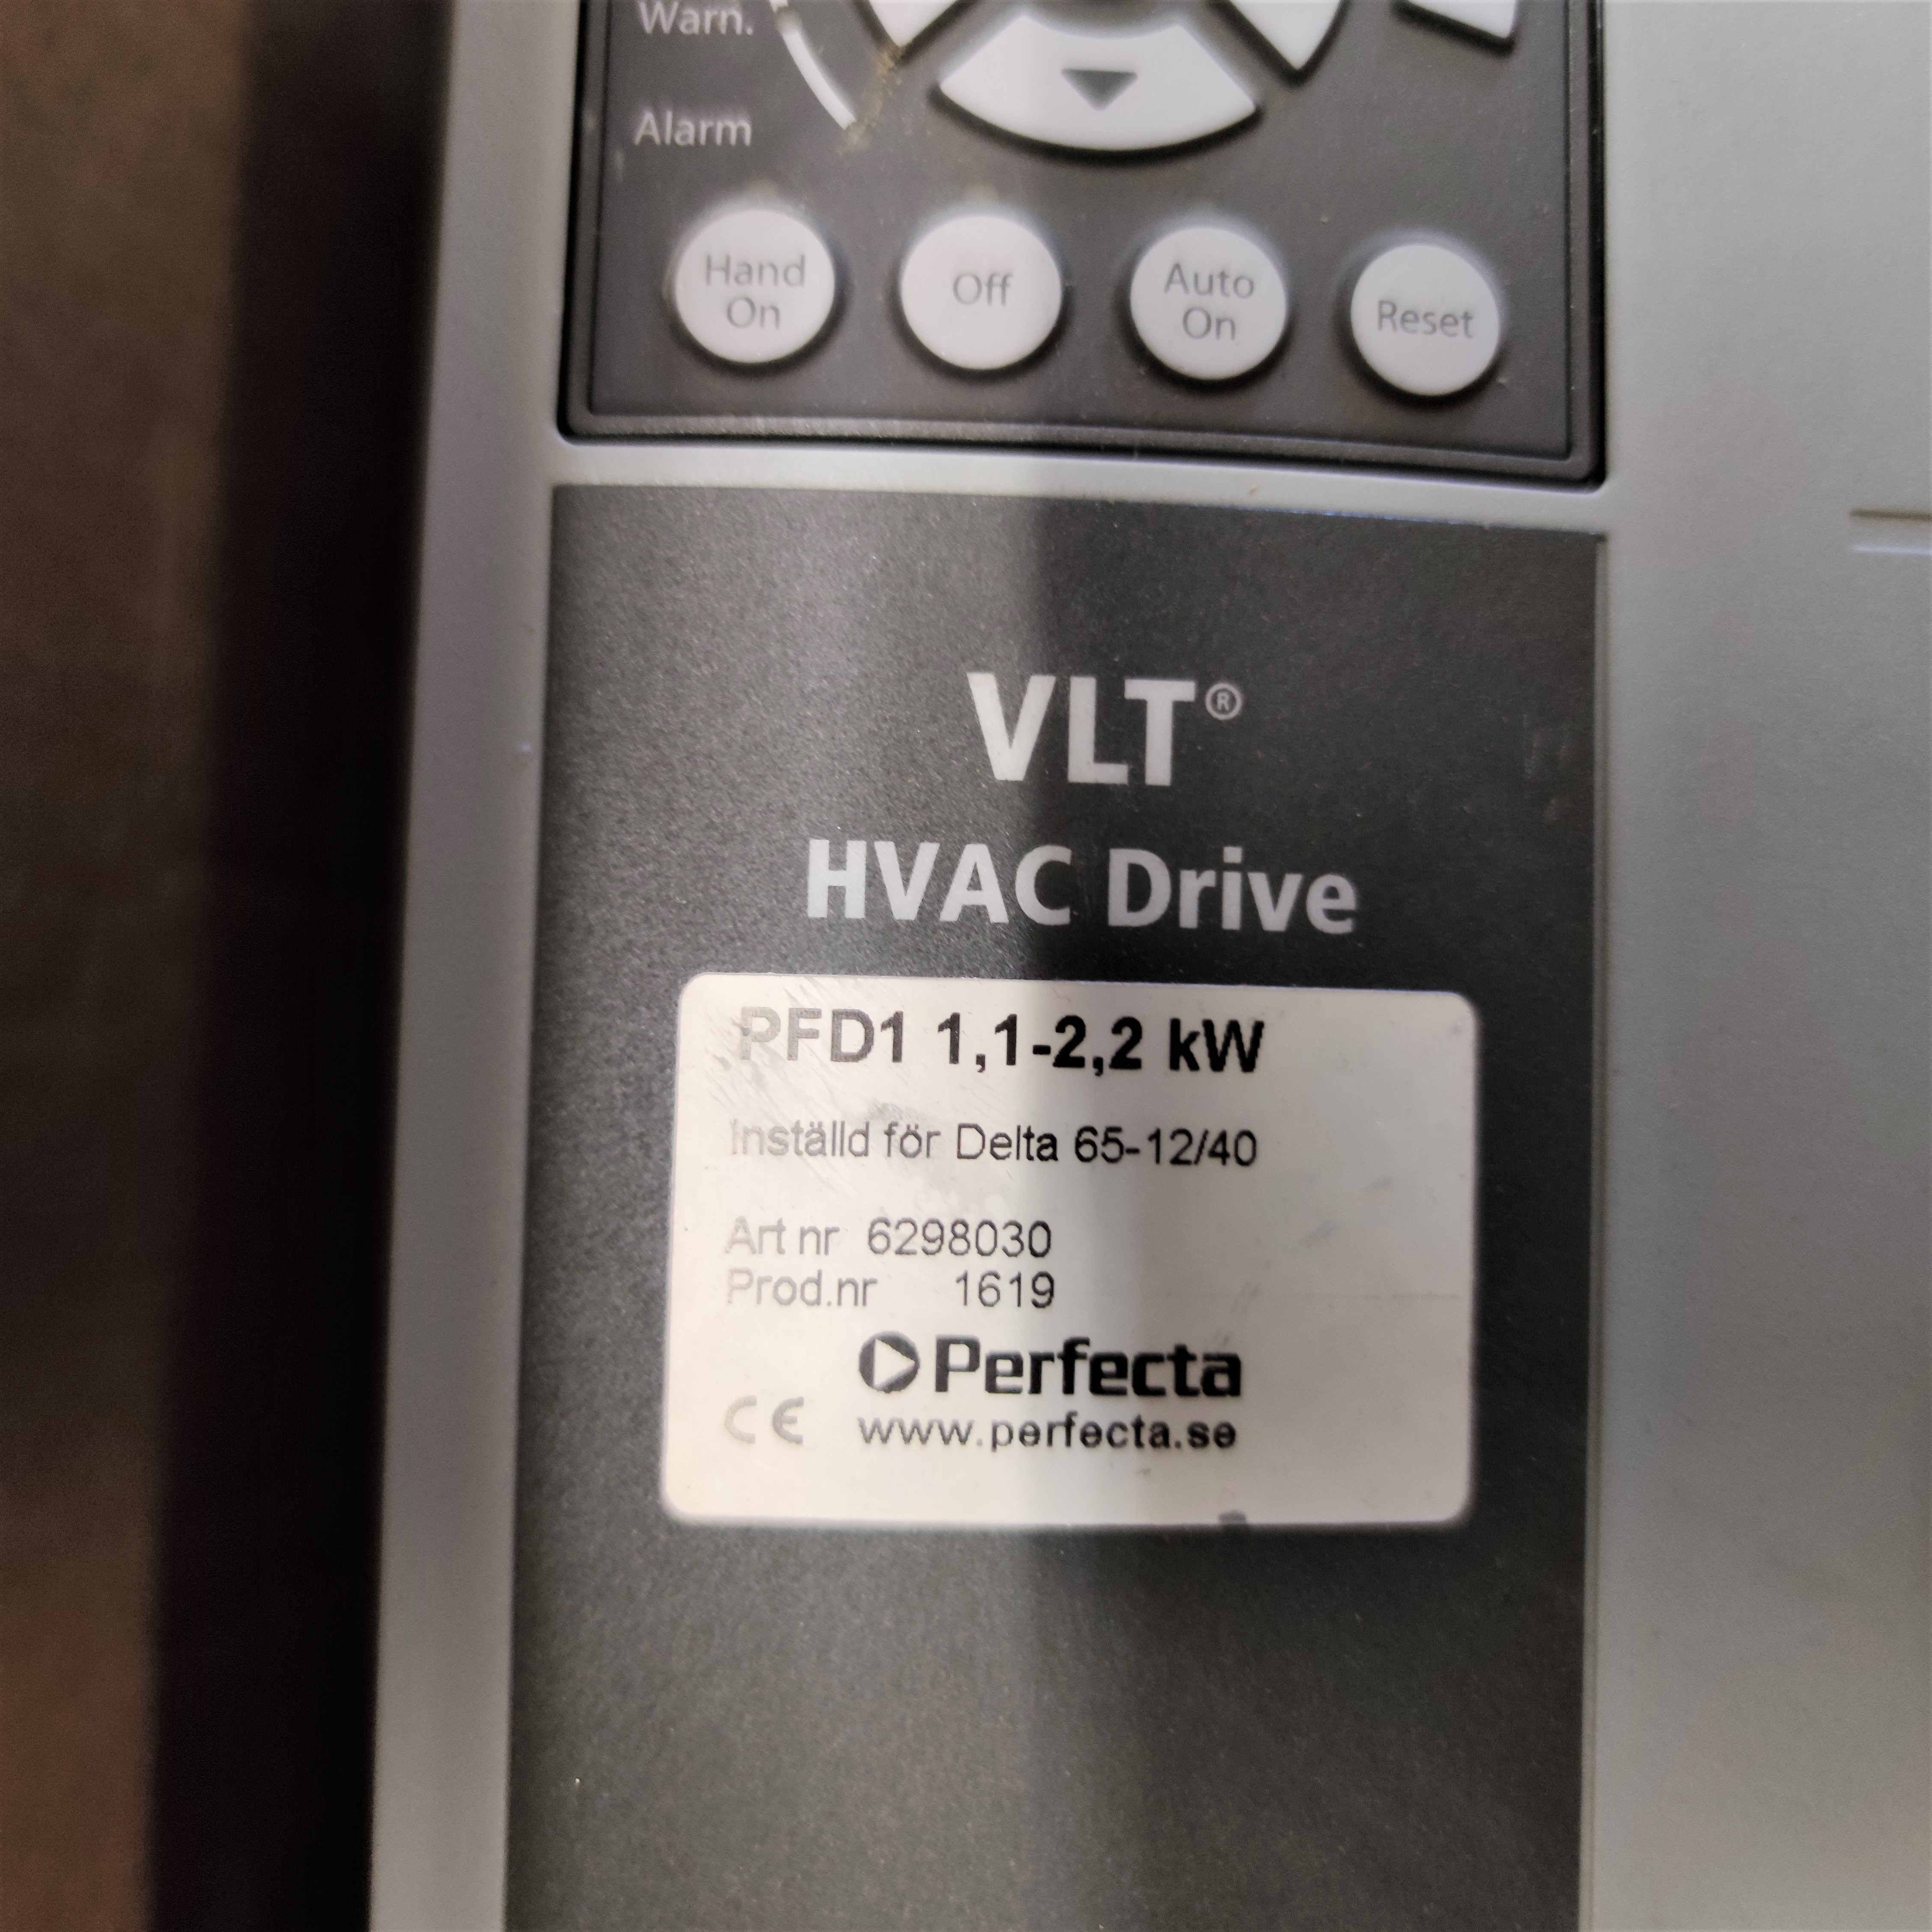 Warn.
Alarm
Hand
On
Off
Auto
On
Reset
VLT®
HVAC Drive
PFD1 1,1-2,2 kW
Inställd för Delta 65-12/40
Art nr 6298030
Prod.nr 1619
Perfecta
CE www.perfecta.se